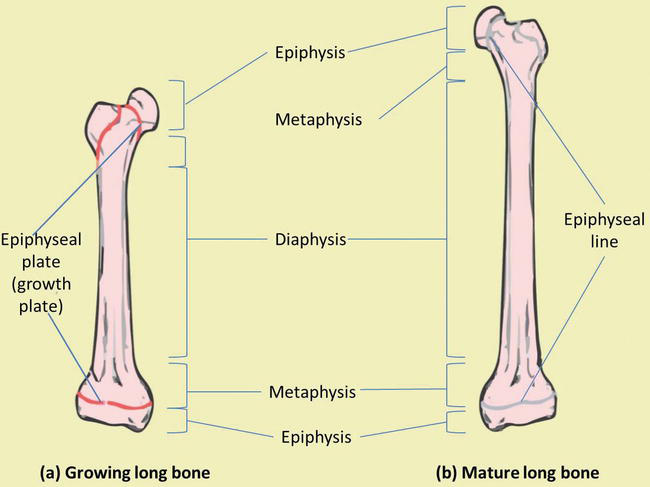 Epiphysis
Metaphysis
Epiphyseal
plate
(growth
plate)
Diaphysis
Epiphyseal
line
Metaphysis
Epiphysis
(a) Growing long bone
(b) Mature long bone